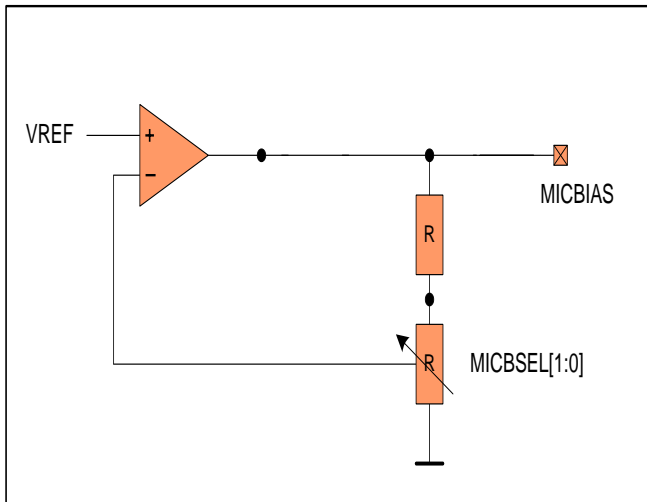 VREF
+
−
MICBIAS
R
R
MICBSEL[1:0]